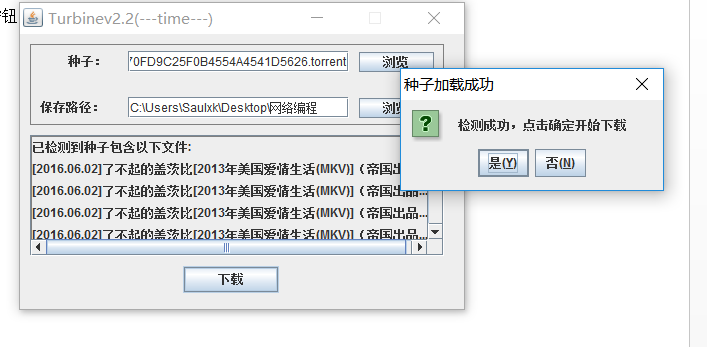 按钮
Turbinev2.2(---time---)
种子： 70FD9C25F0B4554A4541D5626.torrent 浏览
保存路径： C:\Users\Saulxk\Desktop\网络编程 浏览
已检测到种子包含以下文件:
[2016.06.02]了不起的盖茨比[2013年美国爱情生活(MKV)]（帝国出
[2016.06.02]了不起的盖茨比[2013年美国爱情生活(MKV)]（帝国出品...
[2016.06.02]了不起的盖茨比[2013年美国爱情生活(MKV)]（帝国出品...
[2016.06.02]了不起的盖茨比[2013年美国爱情生活(MKV)]（帝国出品...
下载
种子加载成功
检测成功，点击确定开始下载
是(Y) 否(N)